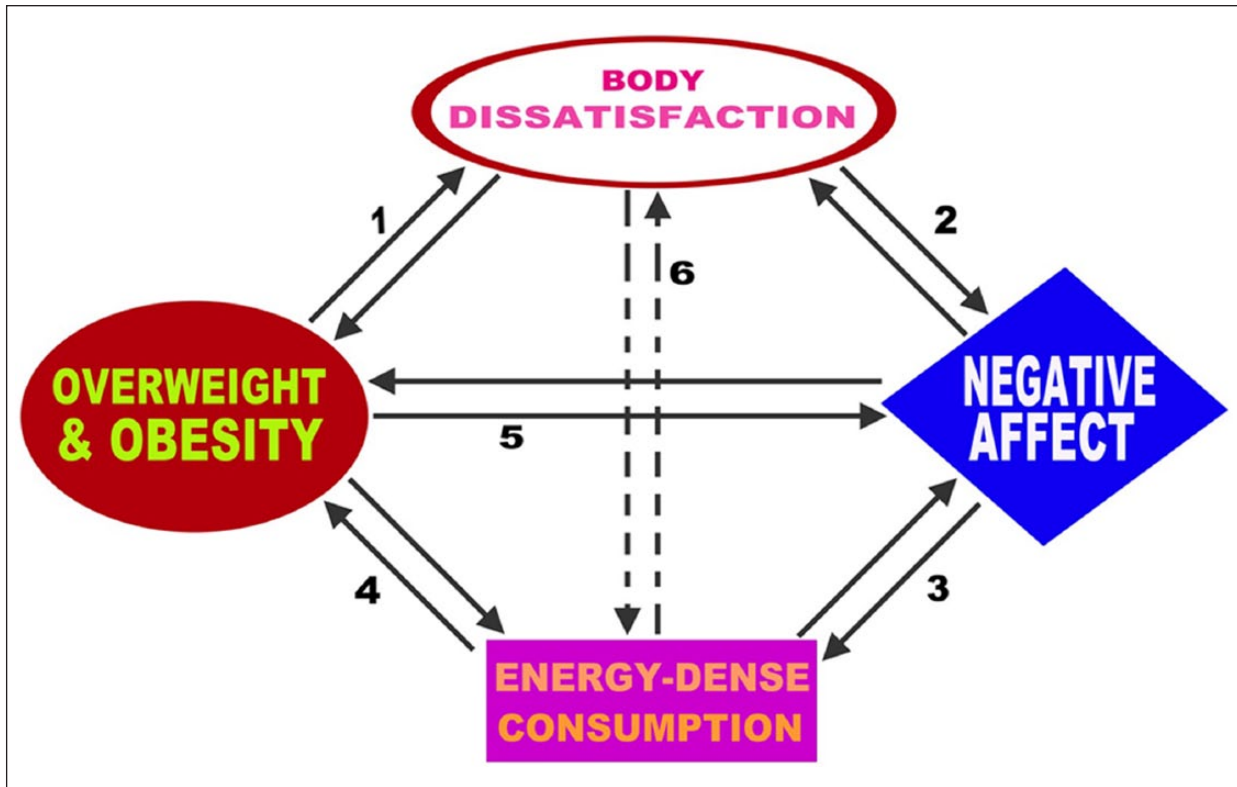 BODY
DISSATISFACTION
1
2
6
OVERWEIGHT
& OBESITY
NEGATIVE
AFFECT
5
4
3
ENERGY-DENSE
CONSUMPTION